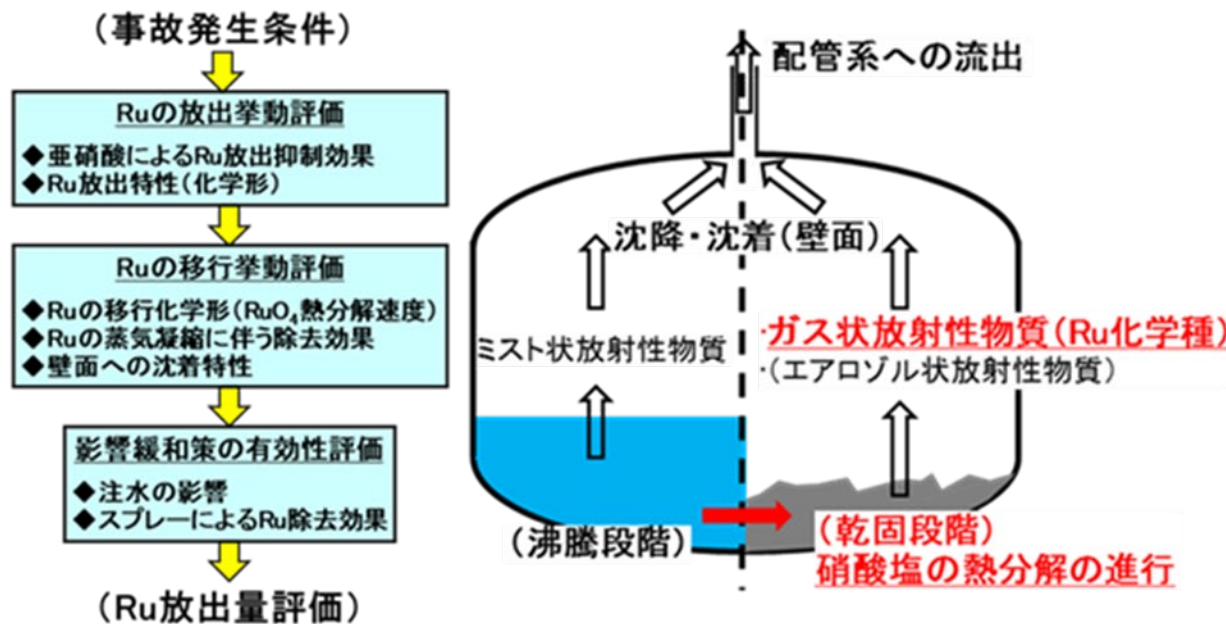 (事故発生条件)
Ruの放出挙動評価
◆亜硝酸によるRu放出抑制効果
◆Ru放出特性(化学形)
Ruの移行挙動評価
◆Ruの移行化学形(RuO₄熱分解速度)
◆Ruの蒸気凝縮に伴う除去効果
◆壁面への沈着特性
影響緩和策の有効性評価
◆注水の影響
◆スプレーによるRu除去効果
(Ru放出量評価)
配管系への流出
沈降・沈着(壁面)
ミスト状放射性物質
・ガス状放射性物質(Ru化学種)
・(エアロゾル状放射性物質)
(沸騰段階)
(乾固段階)
硝酸塩の熱分解の進行